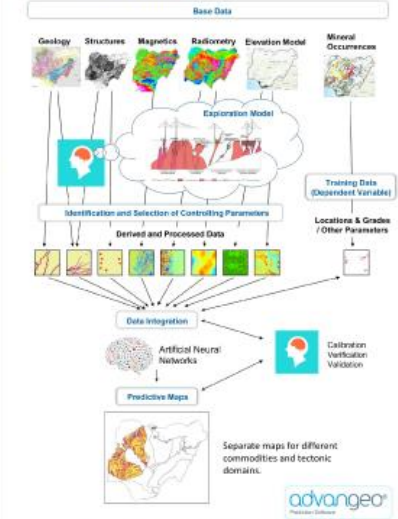 Base Data
Geology
Structures
Magnetics
Radiometry
Elevation Model
Mineral
Occurrences
Exploration Model
Training Data
(Dependent Variable)
Identification and Selection of Controlling Parameters
Locations & Grades
/ Other Parameters
Derived and Processed Data
Data Integration
Artificial Neural
Networks
Calibration
Verification
Validation
Predictive Maps
Separate maps for different
commodities and tectonic
domains.
advangeo®
Prediction Software